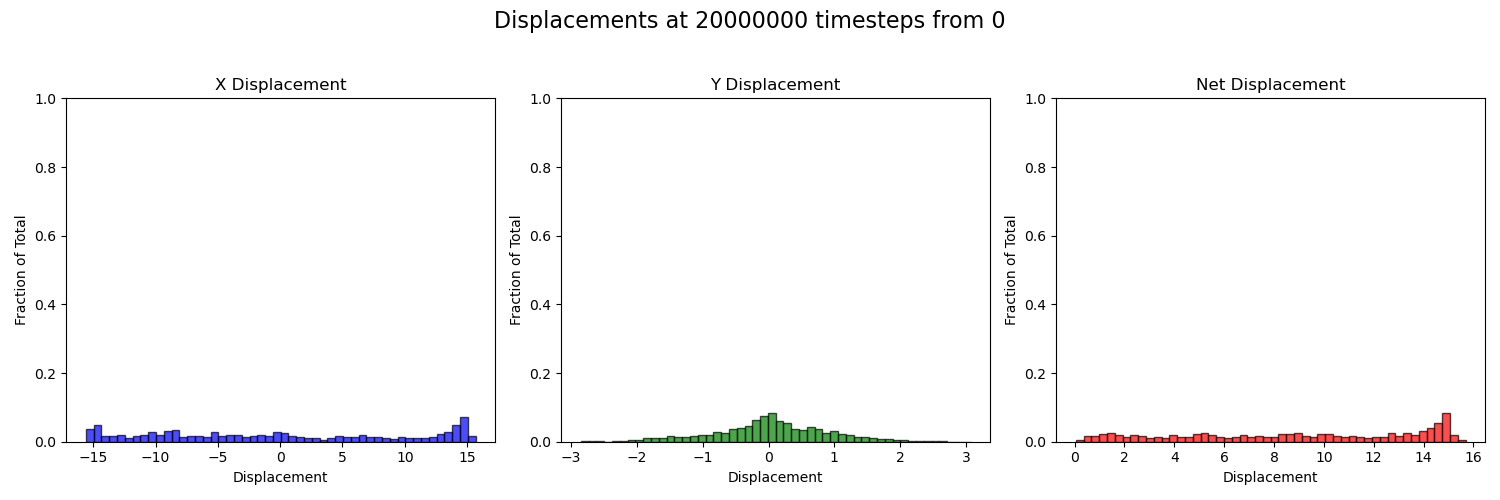 Displacements at 20000000 timesteps from 0
X Displacement
1.0
0.8
0.6
0.4
0.2
0.0
Fraction of Total
−15 −10 −5 0 5 10 15
Displacement
Y Displacement
1.0
0.8
0.6
0.4
0.2
0.0
Fraction of Total
−3 −2 −1 0 1 2 3
Displacement
Net Displacement
1.0
0.8
0.6
0.4
0.2
0.0
Fraction of Total
0 2 4 6 8 10 12 14 16
Displacement